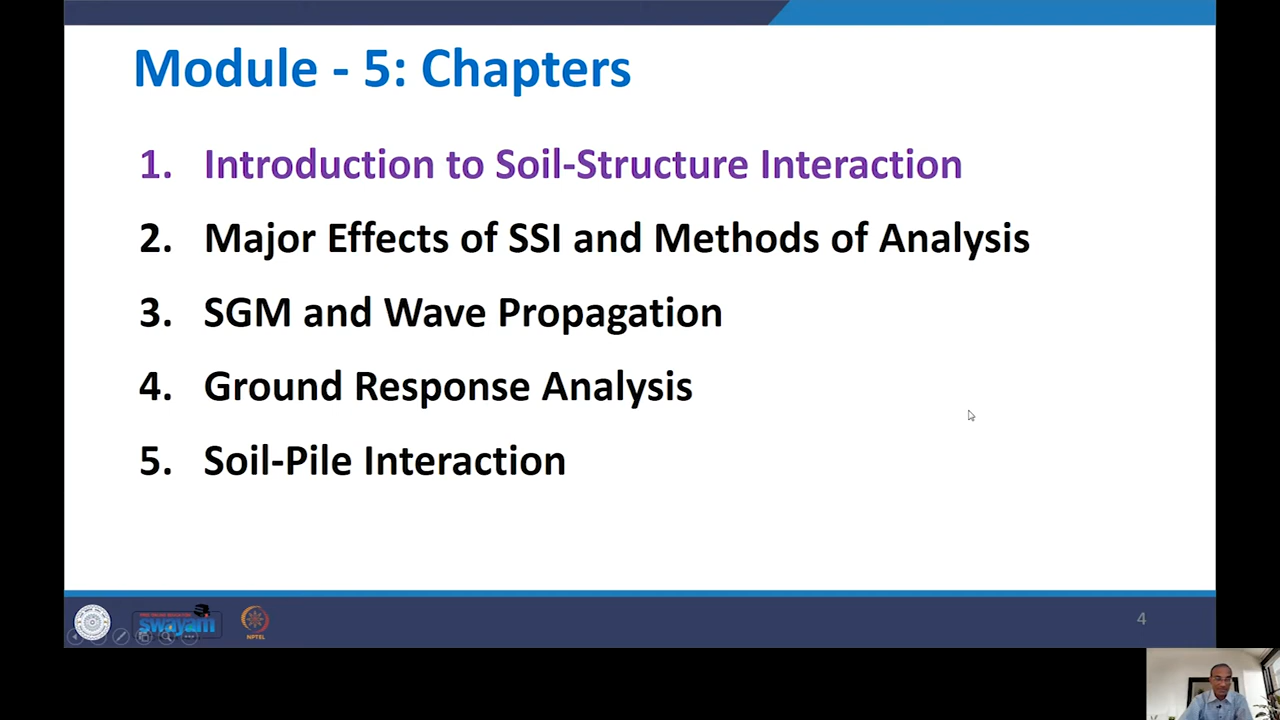 Module - 5: Chapters
1. Introduction to Soil-Structure Interaction
2. Major Effects of SSI and Methods of Analysis
3. SGM and Wave Propagation
4. Ground Response Analysis
5. Soil-Pile Interaction
swayam
NPTEL
4